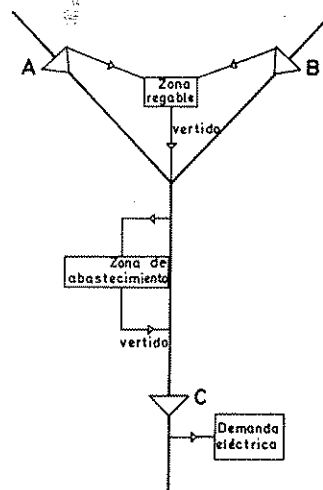 A
B
Zona
regable
vertido
Zona de
abastecimiento
vertido
C
Demanda
eléctrica